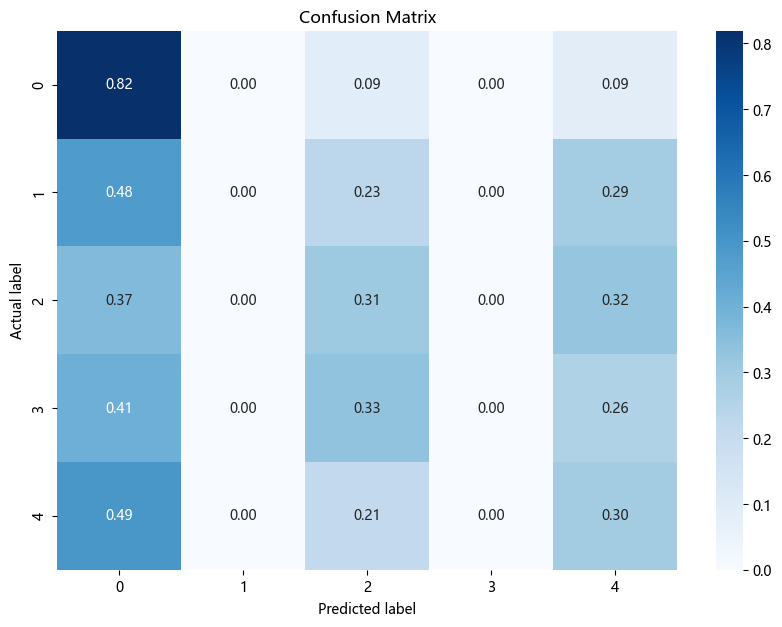 Confusion Matrix
0 0.82 0.00 0.09 0.00 0.09
1 0.48 0.00 0.23 0.00 0.29
2 0.37 0.00 0.31 0.00 0.32
3 0.41 0.00 0.33 0.00 0.26
4 0.49 0.00 0.21 0.00 0.30
0 1 2 3 4
Predicted label
Actual label
0.8
0.7
0.6
0.5
0.4
0.3
0.2
0.1
0.0